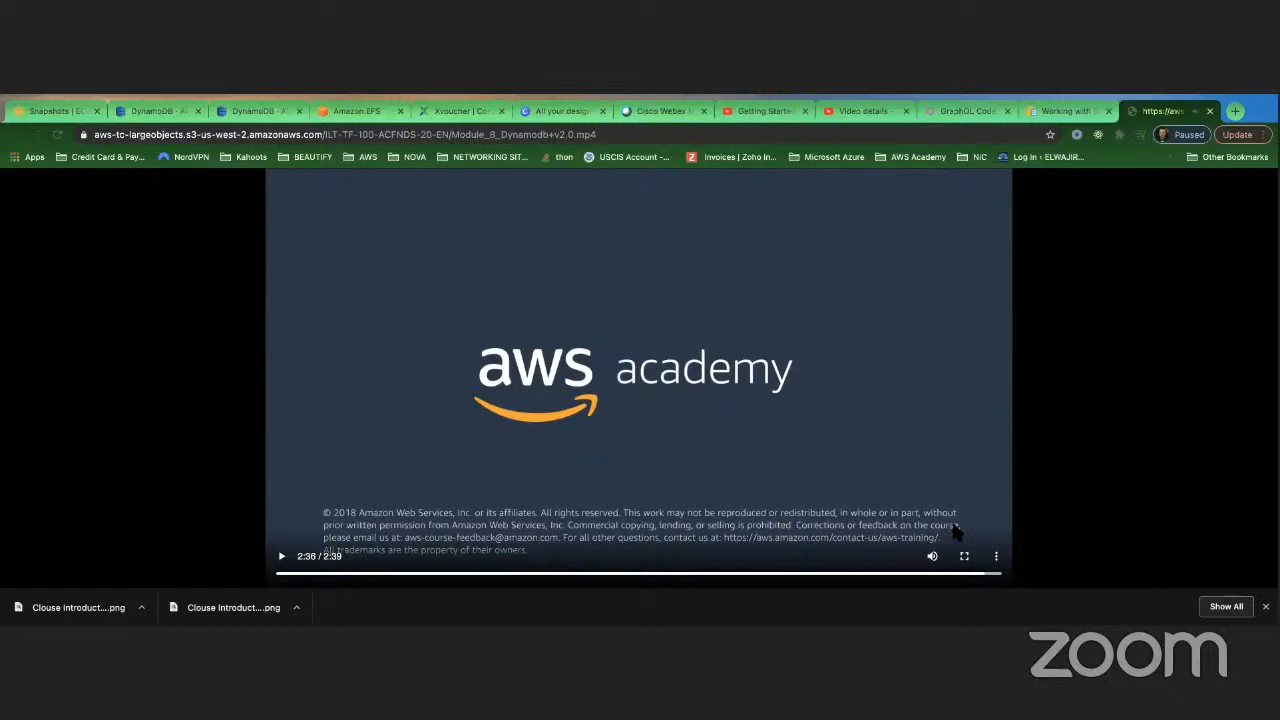 Snapshots | EC
DynamoDB · A
DynamoDB · A
Amazon EFS
Xvoucher | Co
All your design
Cisco Webex M
Getting Started
Video details -
GraphQL Code
Working with
https://aws
aws-tc-largeobjects.s3-us-west-2.amazonaws.com/ILT-TF-100-ACFNDS-20-EN/Module_8_Dynamodb+v2.0.mp4
Paused
Update
Apps
Credit Card & Pay...
NordVPN
Kahoots
BEAUTIFY
AWS
NOVA
NETWORKING SIT...
thon
USCIS Account -...
Invoices | Zoho In...
Microsoft Azure
AWS Academy
NIC
Log In ‹ ELWAJIR...
Other Bookmarks
aws academy
© 2018 Amazon Web Services, Inc. or its affiliates. All rights reserved. This work may not be reproduced or redistributed, in whole or in part, without
prior written permission from Amazon Web Services, Inc. Commercial copying, lending, or selling is prohibited. Corrections or feedback on the course,
please email us at: aws-course-feedback@amazon.com. For all other questions, contact us at: https://aws.amazon.com/contact-us/aws-training/.
All trademarks are the property of their owners.
2:36 / 2:39
Clouse Introduct....png
Clouse Introduct....png
Show All
zoom